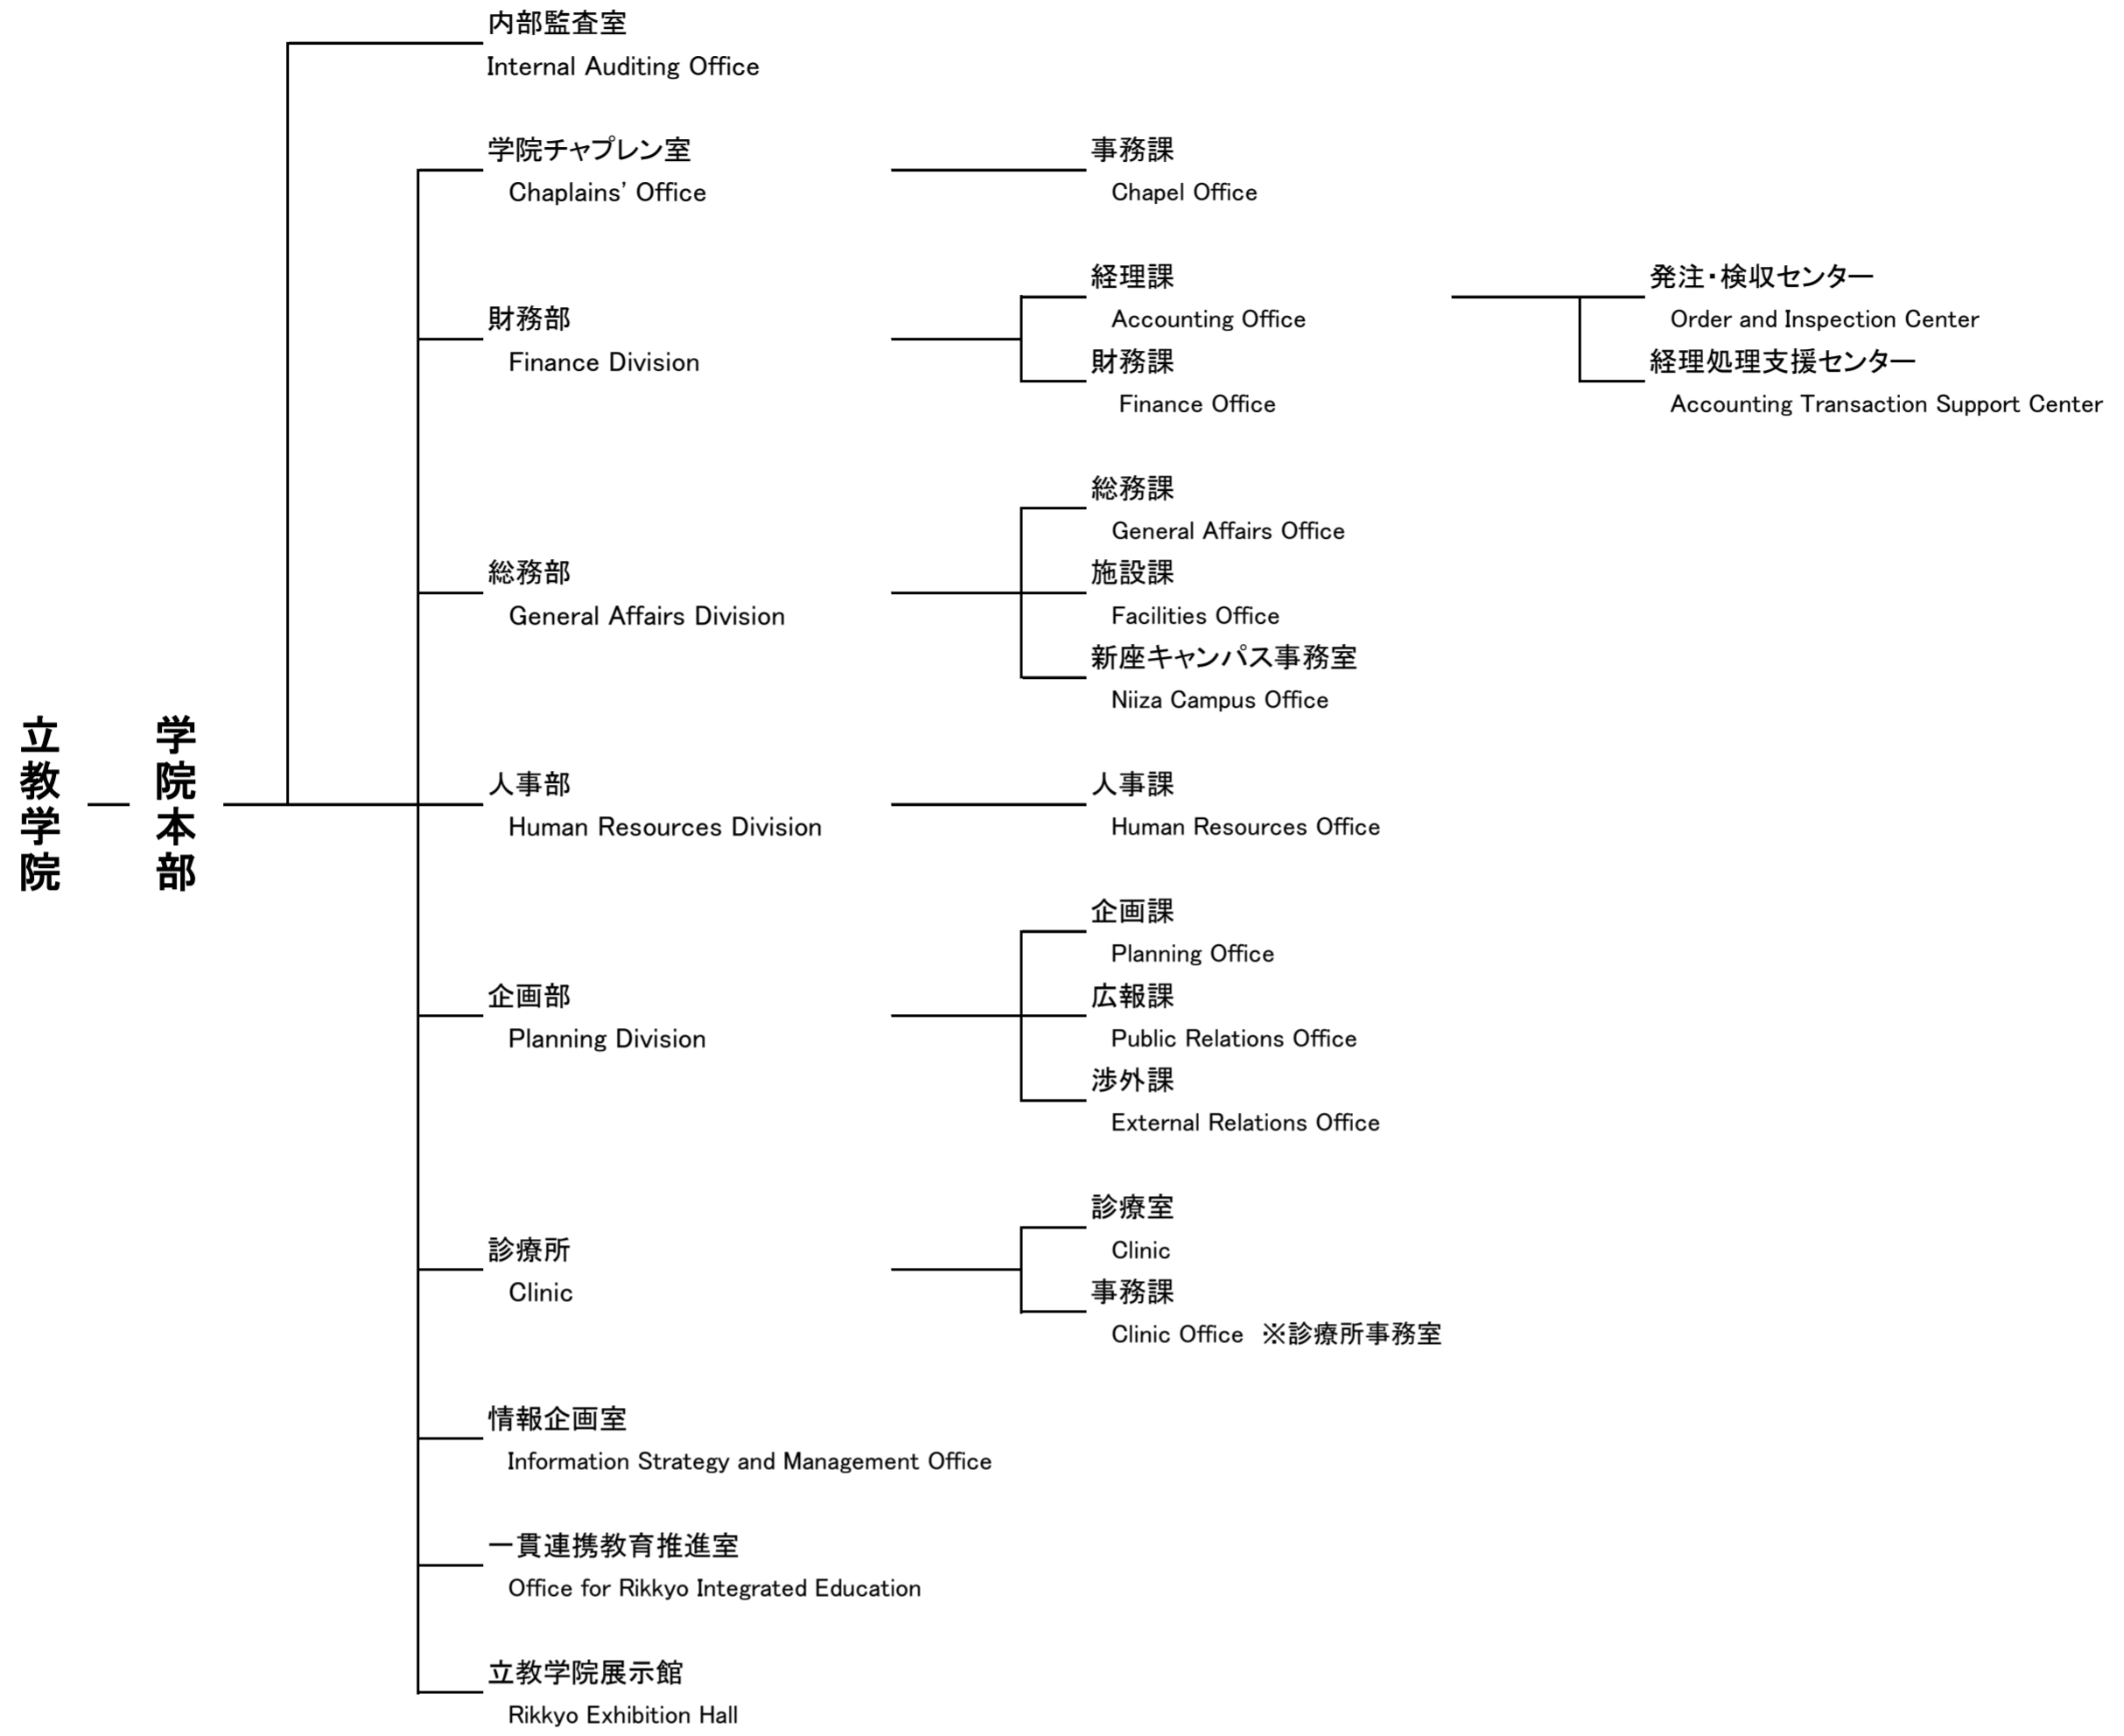 立教学院
学院本部
内部監査室
Internal Auditing Office
学院チャプレン室
Chaplains' Office
事務課
Chapel Office
財務部
Finance Division
経理課
Accounting Office
発注・検収センター
Order and Inspection Center
経理処理支援センター
Accounting Transaction Support Center
財務課
Finance Office
総務部
General Affairs Division
総務課
General Affairs Office
施設課
Facilities Office
新座キャンパス事務室
Niiza Campus Office
人事部
Human Resources Division
人事課
Human Resources Office
企画部
Planning Division
企画課
Planning Office
広報課
Public Relations Office
渉外課
External Relations Office
診療所
Clinic
診療室
Clinic
事務課
Clinic Office ※診療所事務室
情報企画室
Information Strategy and Management Office
一貫連携教育推進室
Office for Rikkyo Integrated Education
立教学院展示館
Rikkyo Exhibition Hall